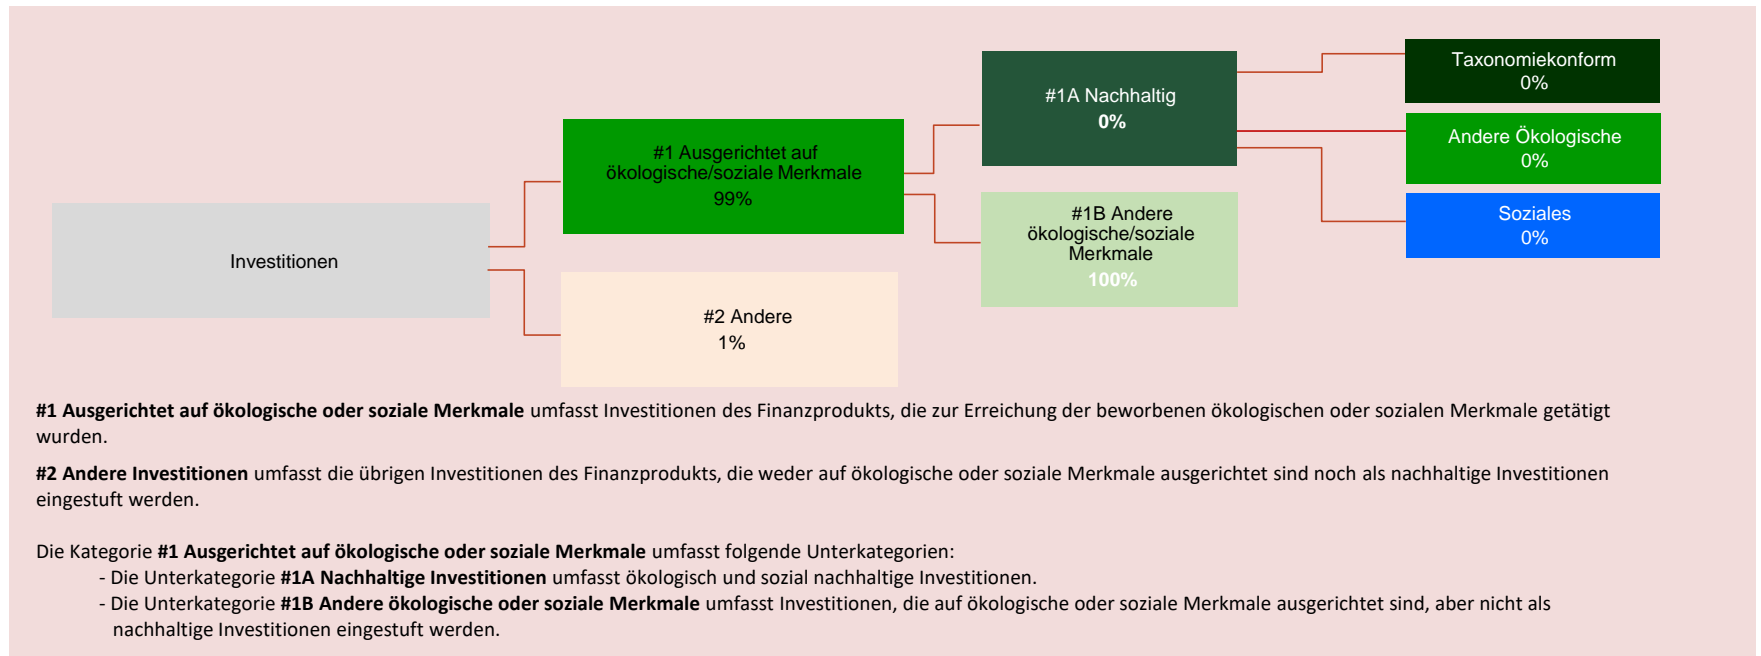 Investitionen
#1 Ausgerichtet auf
ökologische/soziale Merkmale
99%
#2 Andere
1%
#1A Nachhaltig
0%
#1B Andere
ökologische/soziale
Merkmale
100%
Taxonomiekonform
0%
Andere Ökologische
0%
Soziales
0%
#1 Ausgerichtet auf ökologische oder soziale Merkmale umfasst Investitionen des Finanzprodukts, die zur Erreichung der beworbenen ökologischen oder sozialen Merkmale getätigt
wurden.
#2 Andere Investitionen umfasst die übrigen Investitionen des Finanzprodukts, die weder auf ökologische oder soziale Merkmale ausgerichtet sind noch als nachhaltige Investitionen
eingestuft werden.
Die Kategorie #1 Ausgerichtet auf ökologische oder soziale Merkmale umfasst folgende Unterkategorien:
- Die Unterkategorie #1A Nachhaltige Investitionen umfasst ökologisch und sozial nachhaltige Investitionen.
- Die Unterkategorie #1B Andere ökologische oder soziale Merkmale umfasst Investitionen, die auf ökologische oder soziale Merkmale ausgerichtet sind, aber nicht als
nachhaltige Investitionen eingestuft werden.